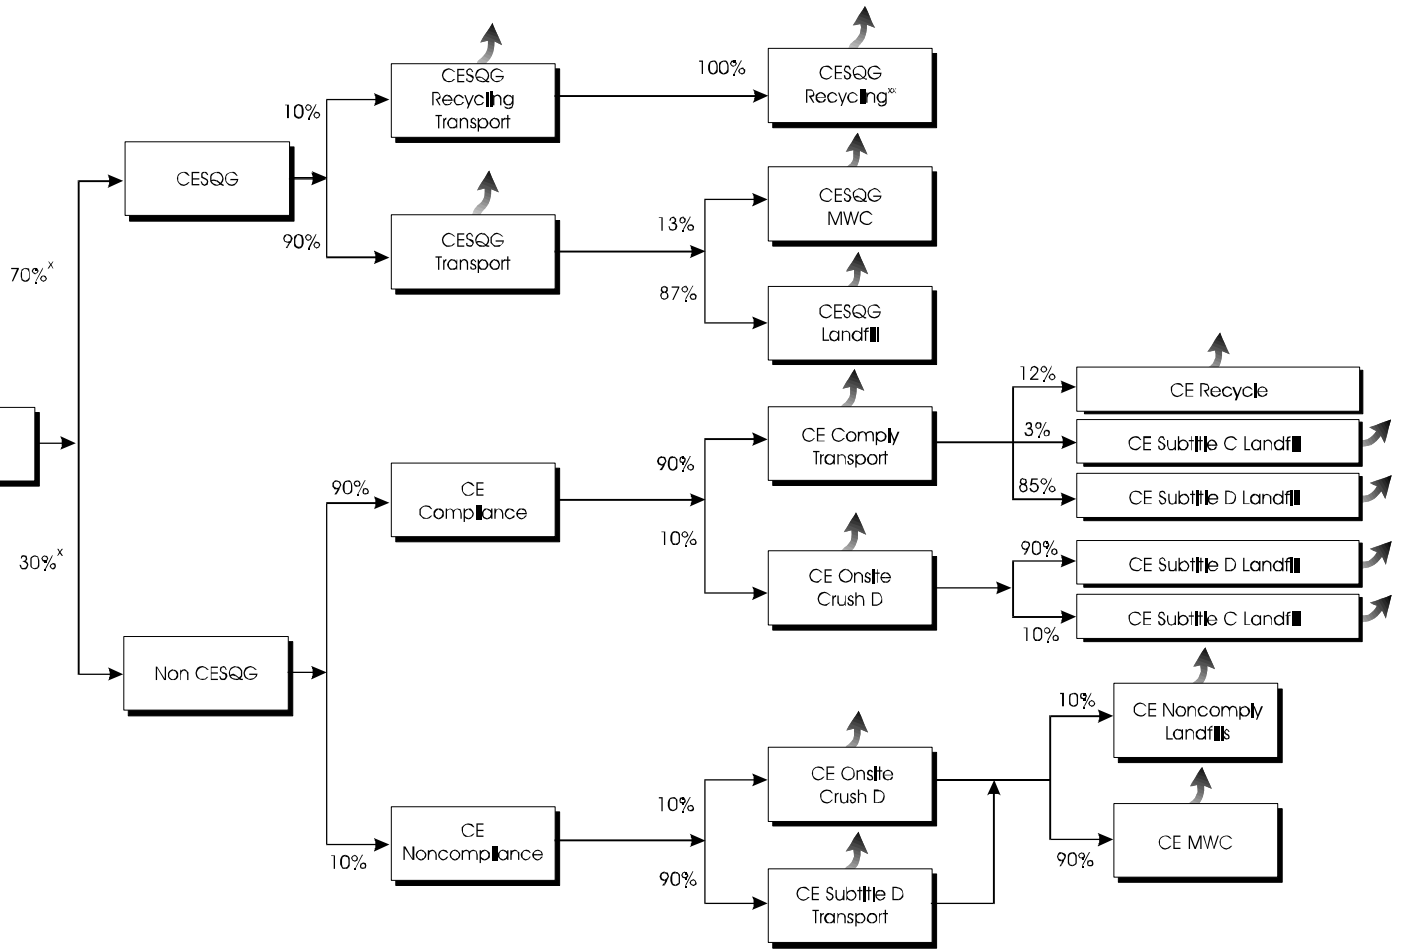 70%x
30%x
CESQG
Non CESQG
10%
90%
90%
10%
CESQG
Recycling
Transport
CESQG
Transport
CE
Compliance
CE
Noncompliance
100%
13%
87%
90%
10%
10%
90%
CESQG
Recyclingxx
CESQG
MWC
CESQG
Landfill
CE Comply
Transport
CE Onsite
Crush D
CE Onsite
Crush D
CE Subtitle D
Transport
12%
3%
85%
90%
10%
10%
90%
CE Recycle
CE Subtitle C Landfill
CE Subtitle D Landfill
CE Subtitle D Landfill
CE Subtitle C Landfill
CE Noncomply
Landfills
CE MWC